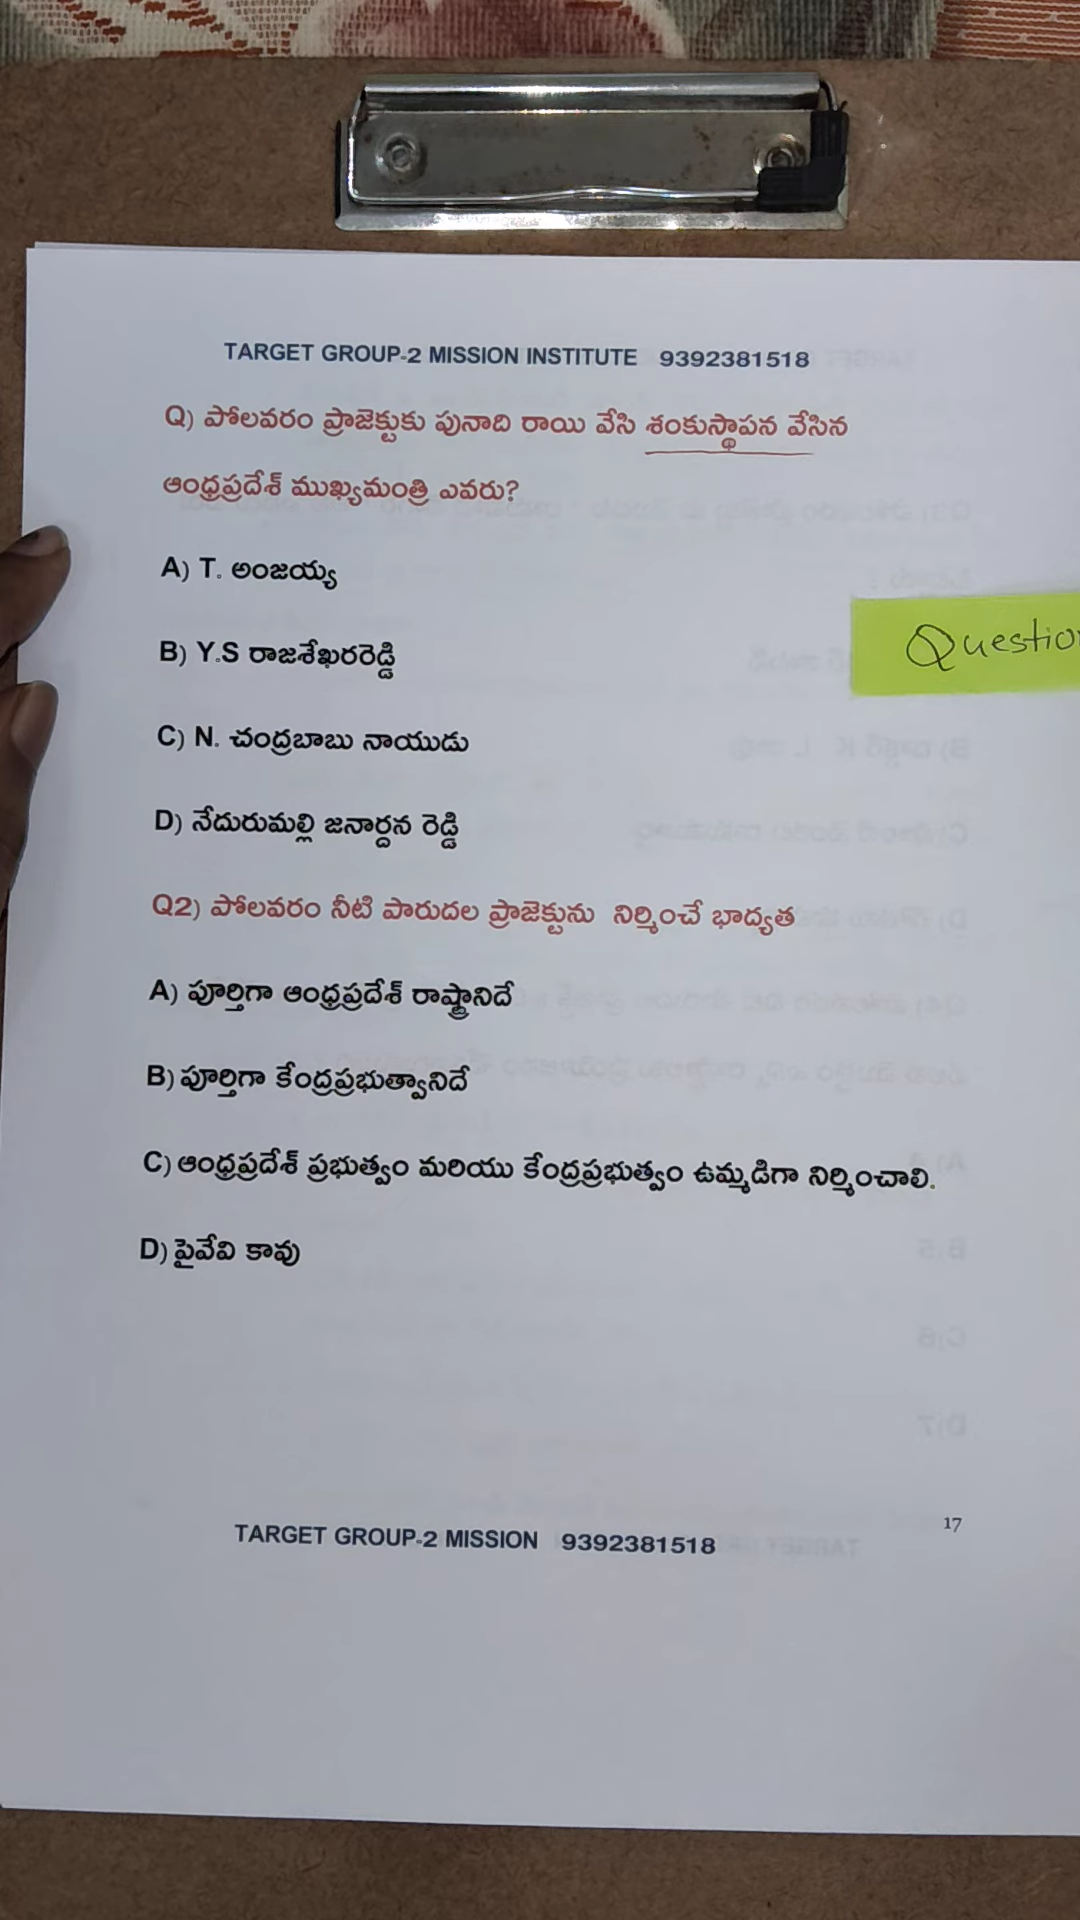 TARGET GROUP-2 MISSION INSTITUTE 9392381518
Q) పోలవరం ప్రాజెక్టుకు పునాది రాయి వేసి శంకుస్థాపన వేసిన
ఆంధ్రప్రదేశ్ ముఖ్యమంత్రి ఎవరు?
A) T. అంజయ్య
B) Y.S రాజశేఖరరెడ్డి
Question
C) N. చంద్రబాబు నాయుడు
D) నేదురుమల్లి జనార్దన రెడ్డి
Q2) పోలవరం నీటి పారుదల ప్రాజెక్టును నిర్మించే భాద్యత
A) పూర్తిగా ఆంధ్రప్రదేశ్ రాష్ట్రానిదే
B) పూర్తిగా కేంద్రప్రభుత్వానిదే
C) ఆంధ్రప్రదేశ్ ప్రభుత్వం మరియు కేంద్రప్రభుత్వం ఉమ్మడిగా నిర్మించాలి.
D) పైవేవి కావు
17
TARGET GROUP-2 MISSION 9392381518